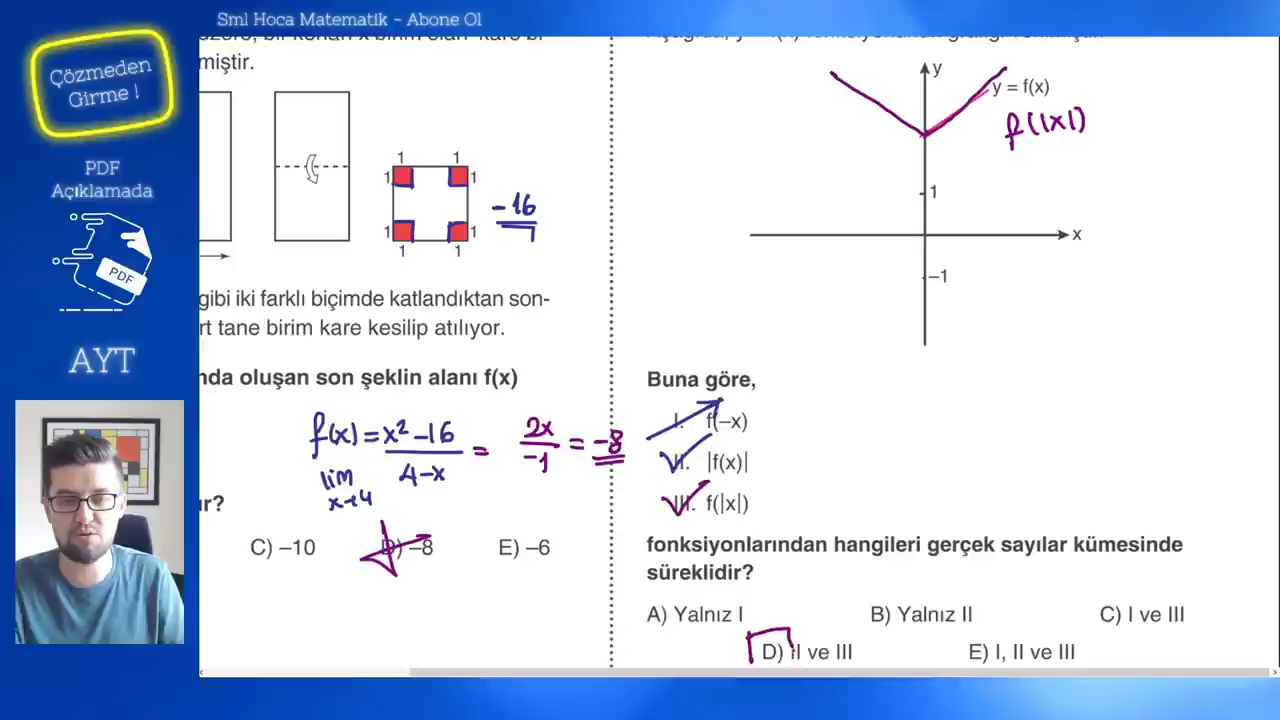 Sml Hoca Matematik - Abone Ol
Çözmeden
Girme !
PDF
Açıklamada
PDF
AYT
miştir.
1 1
1 1
1 1
1 1
-16
gibi iki farklı biçimde katlandıktan son-
rt tane birim kare kesilip atılıyor.
nda oluşan son şeklin alanı f(x)
f(x) = x² - 16 / 4 - x = 2x / -1 = -8
lim
x→4
ır?
C) –10
D) –8
E) –6
y
y = f(x)
f(|x|)
1
x
–1
Buna göre,
I. f(–x)
II. |f(x)|
III. f(|x|)
fonksiyonlarından hangileri gerçek sayılar kümesinde
süreklidir?
A) Yalnız I B) Yalnız II C) I ve III
D) II ve III E) I, II ve III